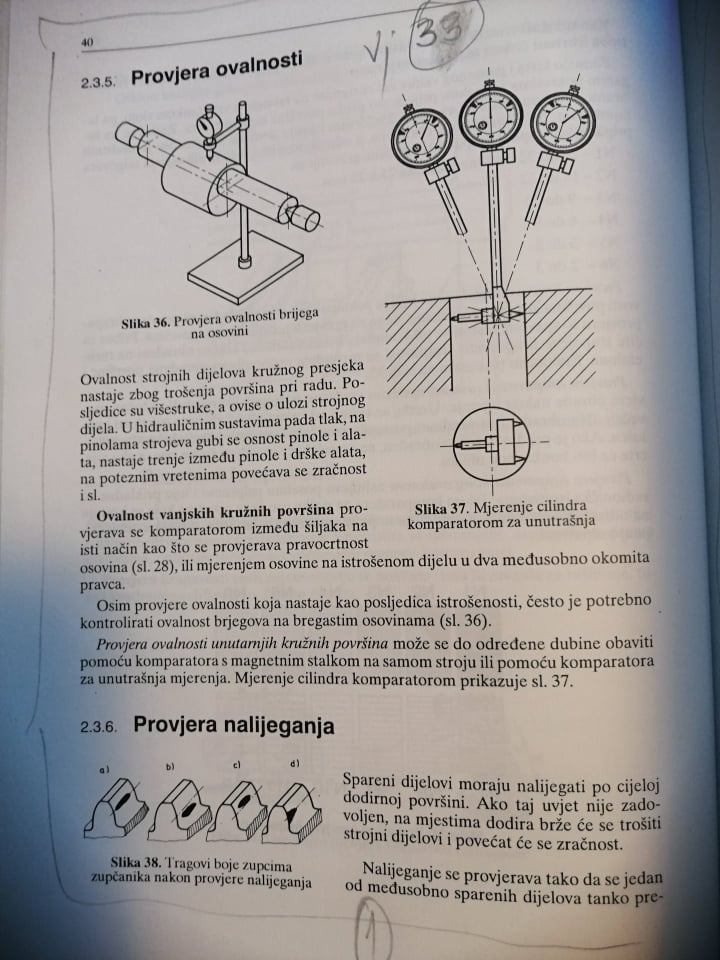 40
Vj 33
2.3.5. Provjera ovalnosti
Slika 36. Provjera ovalnosti brijega
na osovini
Ovalnost strojnih dijelova kružnog presjeka
nastaje zbog trošenja površina pri radu. Po-
sljedice su višestruke, a ovise o ulozi strojnog
dijela. U hidrauličnim sustavima pada tlak, na
pinolama strojeva gubi se osnost pinole i ala-
ta, nastaje trenje između pinole i drške alata,
na poteznim vretenima povećava se zračnost
i sl.
Slika 37. Mjerenje cilindra
komparatorom za unutrašnja
Ovalnost vanjskih kružnih površina pro-
vjerava se komparatorom između šiljaka na
isti način kao što se provjerava pravocrtnost
osovina (sl. 28), ili mjerenjem osovine na istrošenom dijelu u dva međusobno okomita
pravca.
Osim provjere ovalnosti koja nastaje kao posljedica istrošenosti, često je potrebno
kontrolirati ovalnost brjegova na bregastim osovinama (sl. 36).
Provjera ovalnosti unutarnjih kružnih površina može se do određene dubine obaviti
pomoću komparatora s magnetnim stalkom na samom stroju ili pomoću komparatora
za unutrašnja mjerenja. Mjerenje cilindra komparatorom prikazuje sl. 37.
2.3.6. Provjera nalijeganja
a) b) c) d)
Slika 38. Tragovi boje zupcima
zupčanika nakon provjere nalijeganja
Spareni dijelovi moraju nalijegati po cijeloj
dodirnoj površini. Ako taj uvjet nije zado-
voljen, na mjestima dodira brže će se trošiti
strojni dijelovi i povećat će se zračnost.
Nalijeganje se provjerava tako da se jedan
od međusobno sparenih dijelova tanko pre-
1